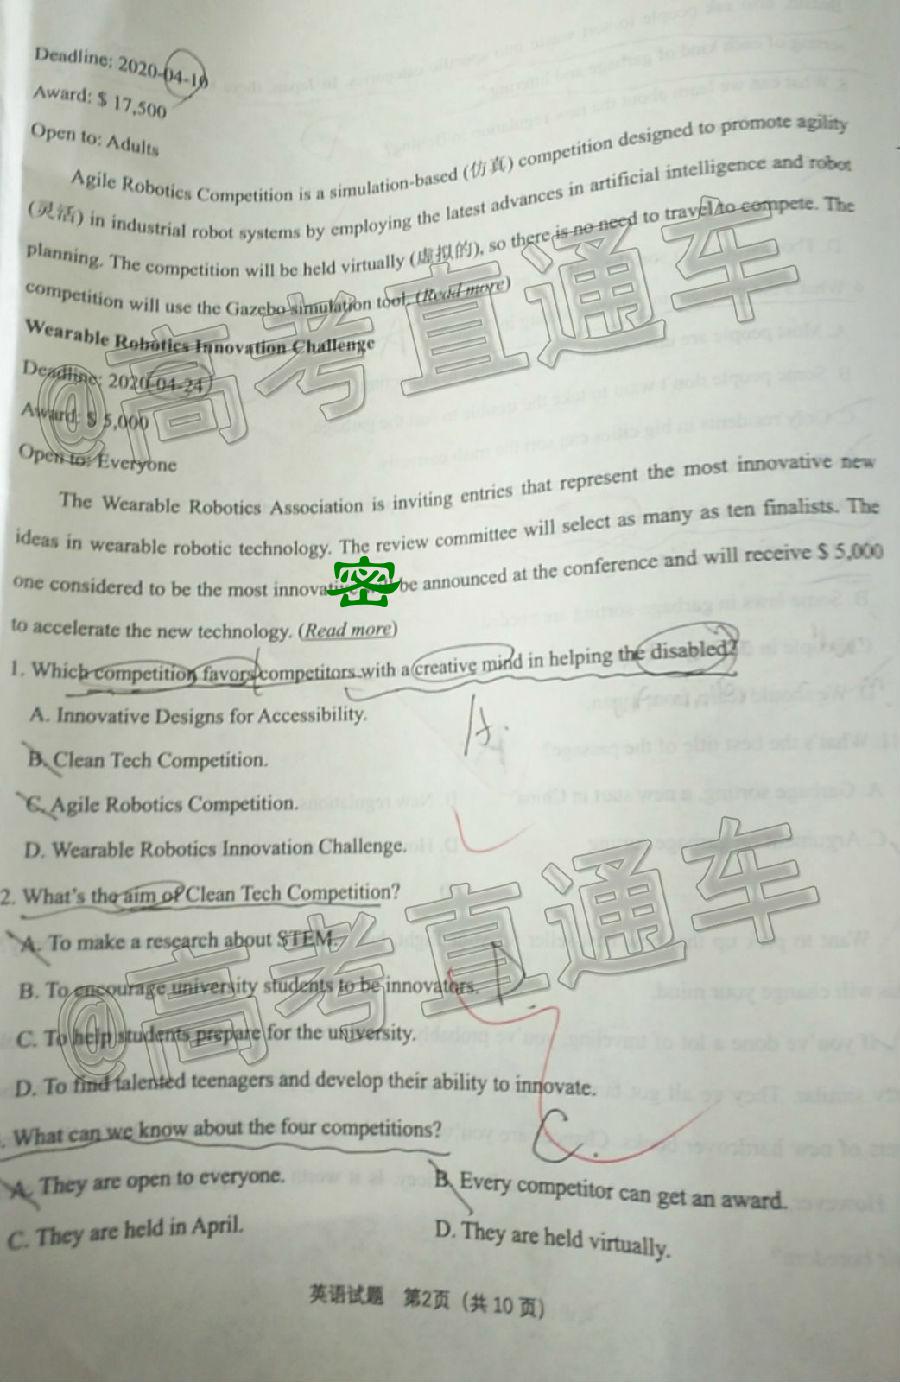 Deadline: 2020-04-10
Award: $ 17,500
Open to: Adults
Agile Robotics Competition is a simulation-based (仿真) competition designed to promote agility
(灵活) in industrial robot systems by employing the latest advances in artificial intelligence and robot
planning. The competition will be held virtually (虚拟的), so there is no need to travel to compete. The
competition will use the Gazebo simulation tool. (Read more)
Wearable Robotics Innovation Challenge
Deadline: 2020-04-24
Award: $ 5,000
Open to: Everyone
The Wearable Robotics Association is inviting entries that represent the most innovative new
ideas in wearable robotic technology. The review committee will select as many as ten finalists. The
one considered to be the most innovative be announced at the conference and will receive $ 5,000
密
to accelerate the new technology. (Read more)
1. Which competition favors competitors with a creative mind in helping the disabled?
A. Innovative Designs for Accessibility.
A.
B. Clean Tech Competition.
C. Agile Robotics Competition.
D. Wearable Robotics Innovation Challenge.
2. What's the aim of Clean Tech Competition?
A. To make a research about STEM.
B. To encourage university students to be innovators.
D.
C. To help students prepare for the university.
D. To find talented teenagers and develop their ability to innovate.
. What can we know about the four competitions?
C.
A. They are open to everyone. B. Every competitor can get an award.
C. They are held in April. D. They are held virtually.
英语试题 第2页（共 10 页）
@高考直通车
@高考直通车